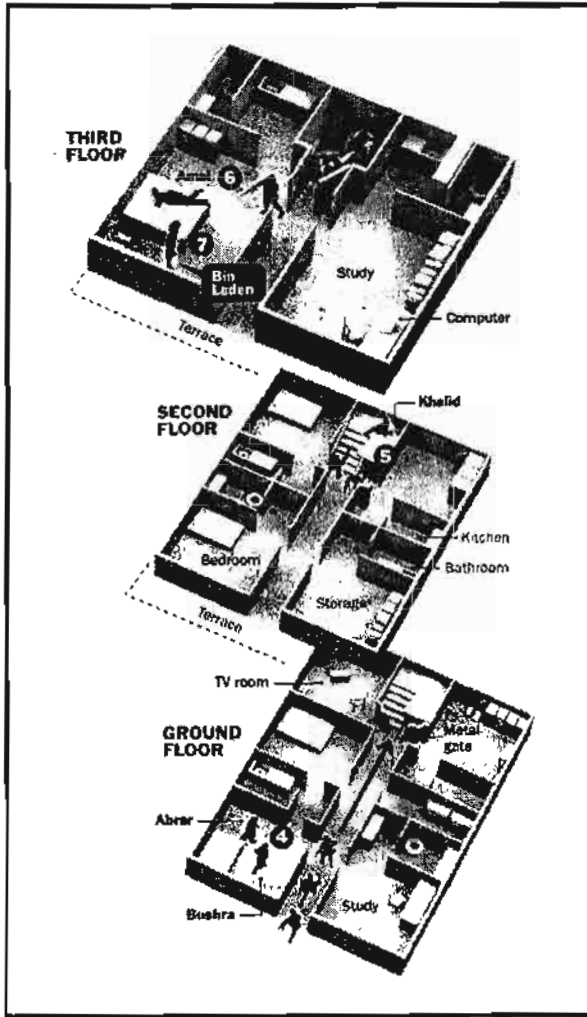 THIRD
FLOOR
Amal 6
7
Bin
Laden
Study
Computer
Terrace
SECOND
FLOOR
Khalid
5
Kitchen
Bathroom
Bedroom
Storage
Terrace
TV room
GROUND
FLOOR
Metal
gate
Abrar
4
Bushra
Study